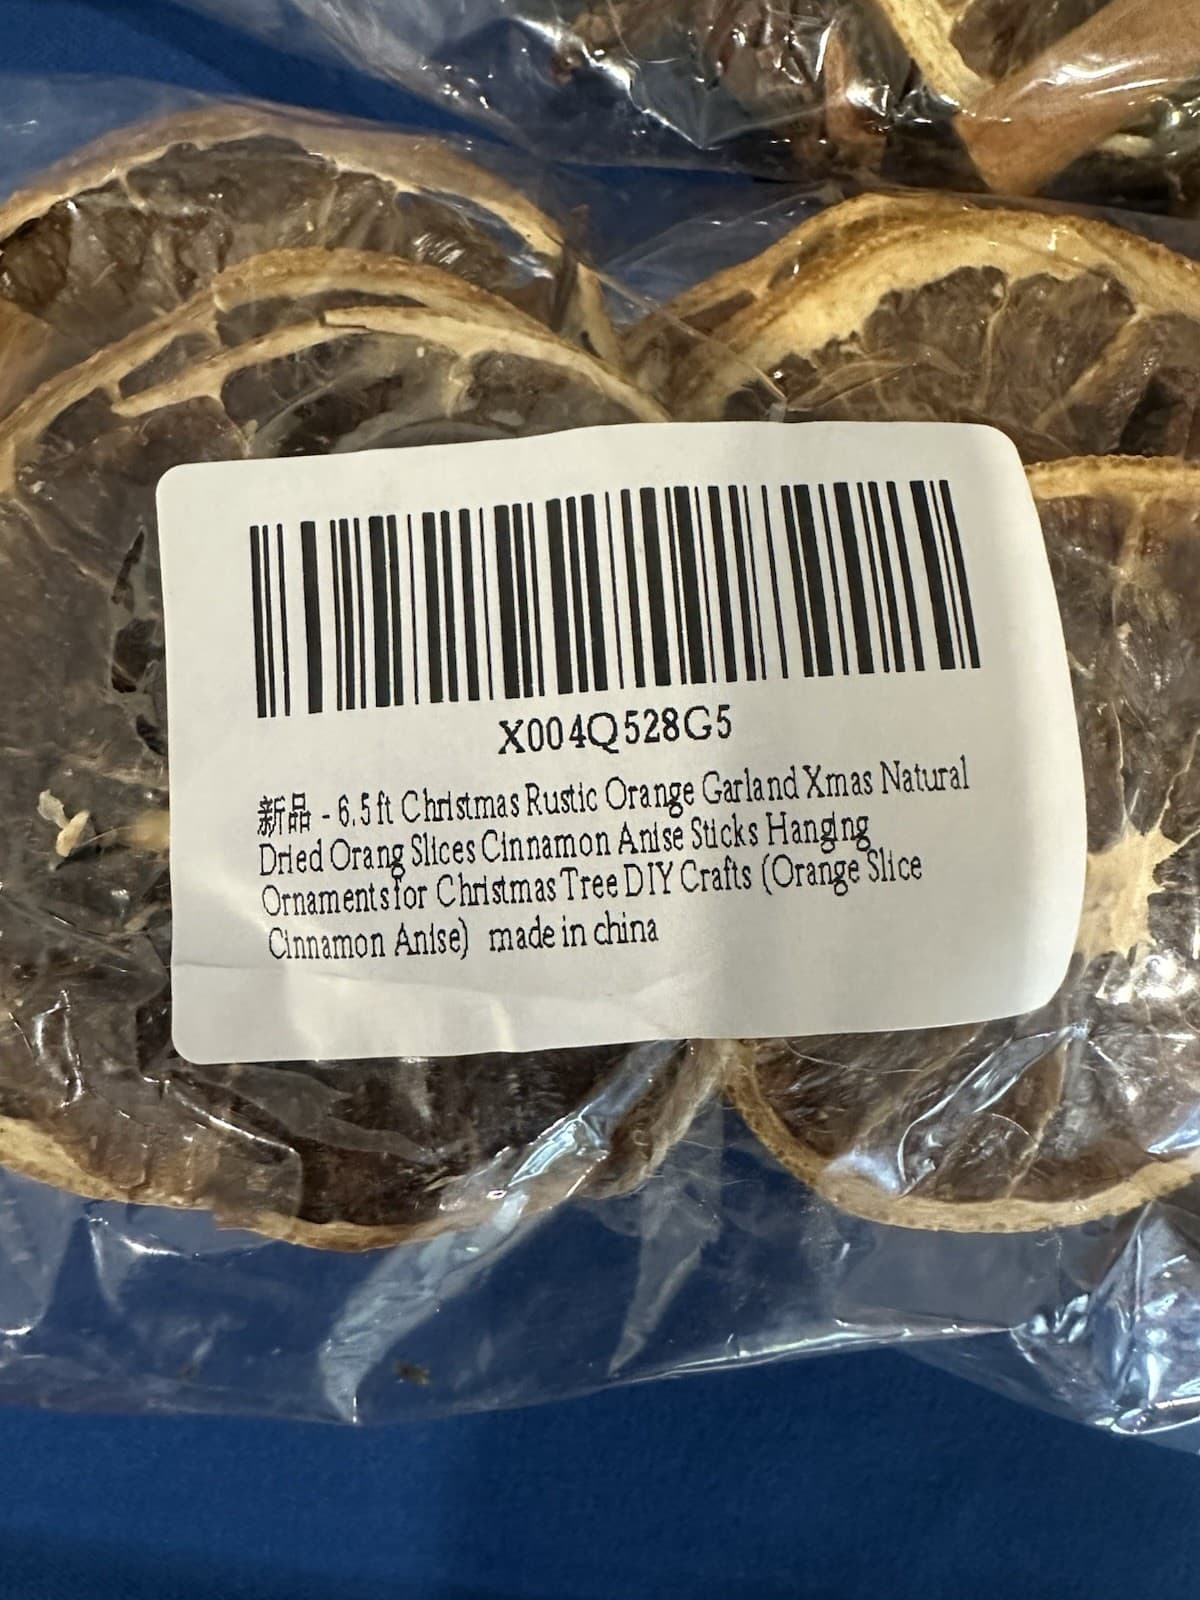 X004Q528G5
新品 - 6.5 ft Christmas Rustic Orange Garland Xmas Natural
Dried Orang Slices Cinnamon Anise Sticks Hanging
Ornaments for Christmas Tree DIY Crafts (Orange Slice
Cinnamon Anise) made in china